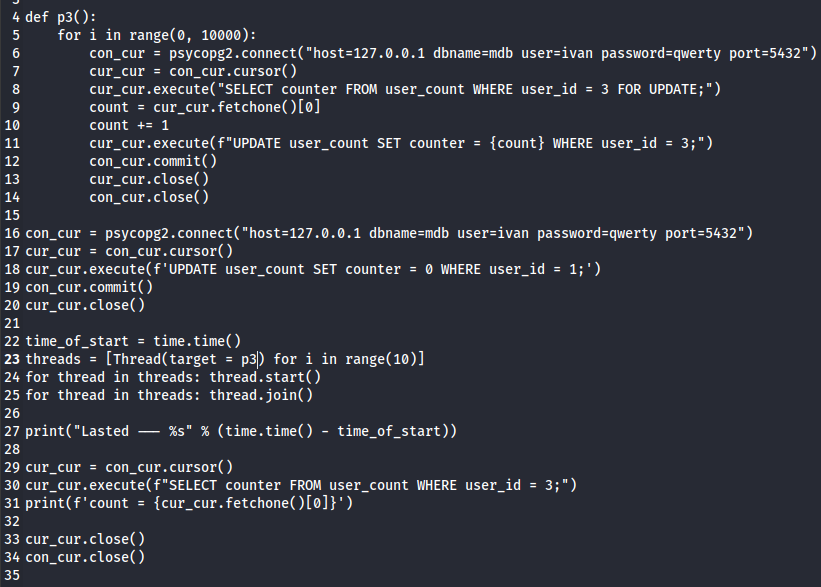 4 def p3():
5     for i in range(0, 10000):
6         con_cur = psycopg2.connect("host=127.0.0.1 dbname=mdb user=ivan password=qwerty port=5432")
7         cur_cur = con_cur.cursor()
8         cur_cur.execute("SELECT counter FROM user_count WHERE user_id = 3 FOR UPDATE;")
9         count = cur_cur.fetchone()[0]
10         count += 1
11         cur_cur.execute(f"UPDATE user_count SET counter = {count} WHERE user_id = 3;")
12         con_cur.commit()
13         cur_cur.close()
14         con_cur.close()
15
16 con_cur = psycopg2.connect("host=127.0.0.1 dbname=mdb user=ivan password=qwerty port=5432")
17 cur_cur = con_cur.cursor()
18 cur_cur.execute(f'UPDATE user_count SET counter = 0 WHERE user_id = 1;')
19 con_cur.commit()
20 cur_cur.close()
21
22 time_of_start = time.time()
23 threads = [Thread(target = p3) for i in range(10)]
24 for thread in threads: thread.start()
25 for thread in threads: thread.join()
26
27 print("Lasted --- %s" % (time.time() - time_of_start))
28
29 cur_cur = con_cur.cursor()
30 cur_cur.execute(f"SELECT counter FROM user_count WHERE user_id = 3;")
31 print(f'count = {cur_cur.fetchone()[0]}')
32
33 cur_cur.close()
34 con_cur.close()
35